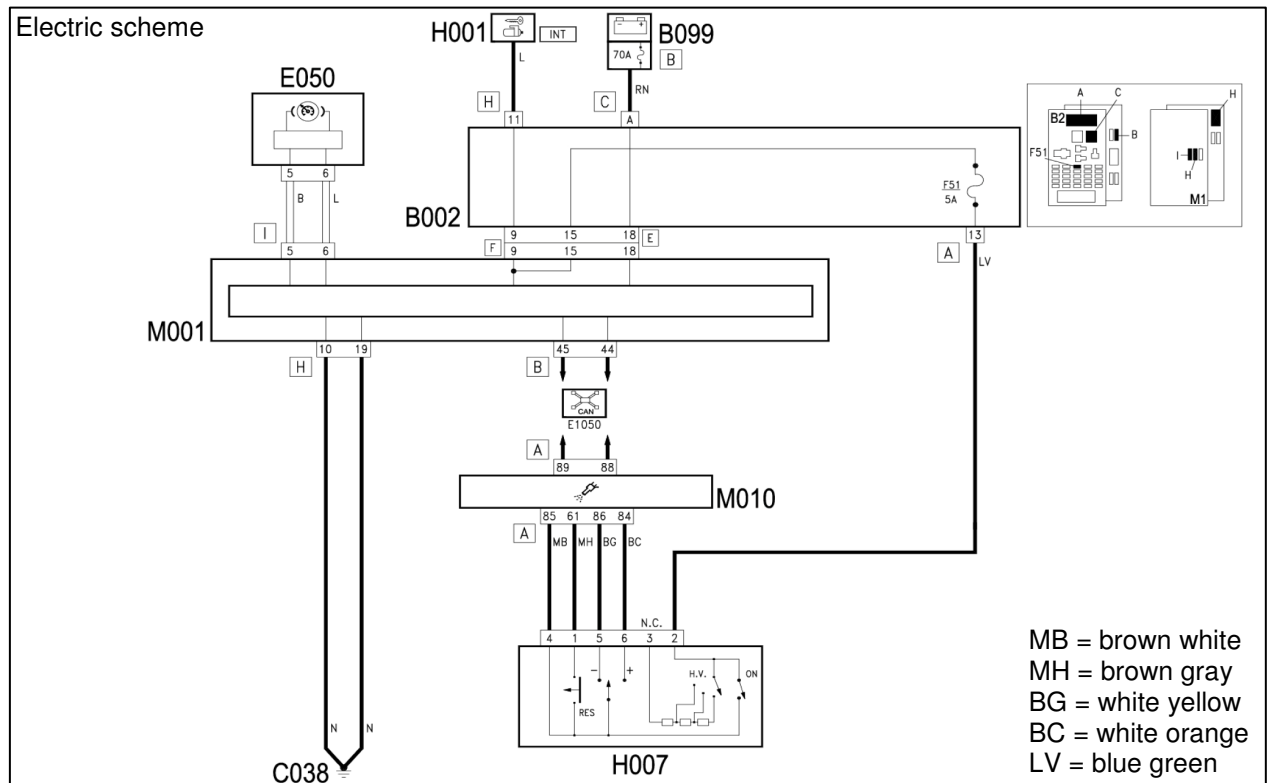 Electric scheme
H001
INT
B099
70A
B
L
RN
E050
H
C
11
A
5 6
B L
B002
F51
5A
I
5 6
F
9 15 18
E
9 15 18
13
A
LV
M001
10 19
H
45 44
B
CAN
E1050
A
89 88
M010
85 61 86 84
A
MB MH BG BC
N.C.
4 1 5 6 3 2
- +
RES
H.V.
ON
H007
N N
C038
A C
B2
B
F51
H
I
H
M1
MB = brown white
MH = brown gray
BG = white yellow
BC = white orange
LV = blue green